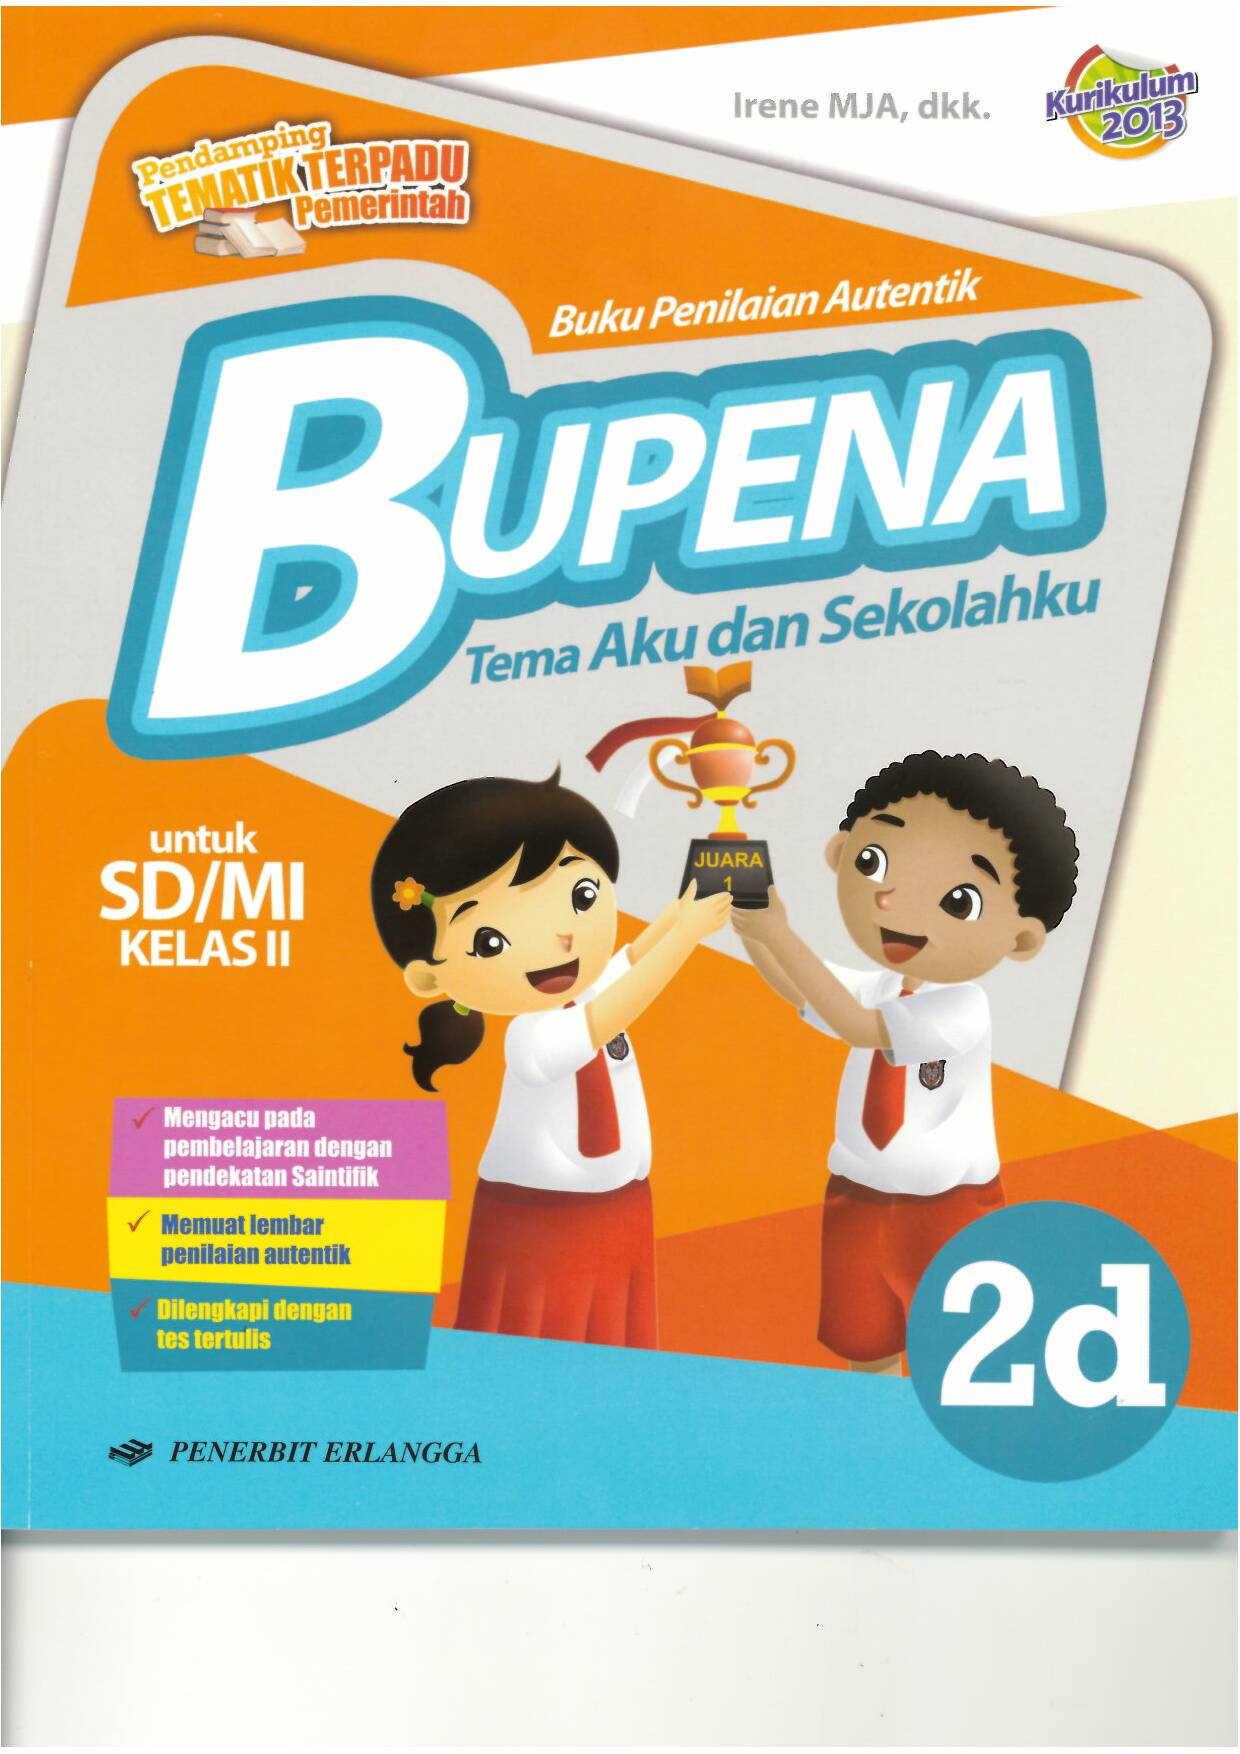 Irene MJA, dkk.
Kurikulum
2013
Pendamping
TEMATIK TERPADU
Pemerintah
Buku Penilaian Autentik
BUPENA
Tema Aku dan Sekolahku
JUARA
1
untuk
SD/MI
KELAS II
Mengacu pada
pembelajaran dengan
pendekatan Saintifik
Memuat lembar
penilaian autentik
Dilengkapi dengan
tes tertulis
2d
PENERBIT ERLANGGA